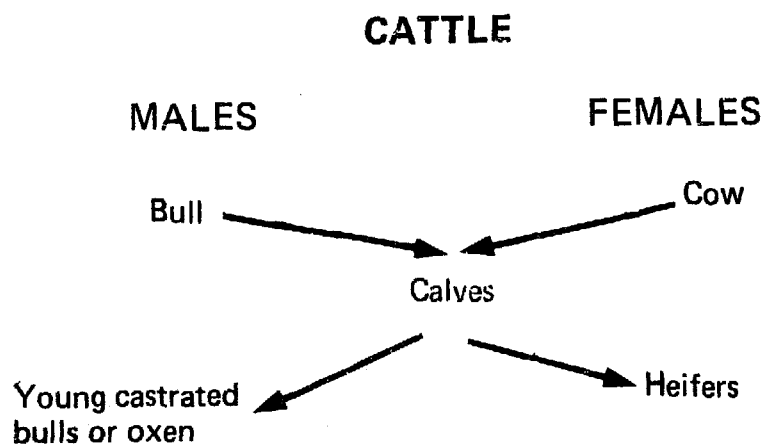 CATTLE
MALES
FEMALES
Bull
Cow
Calves
Young castrated
bulls or oxen
Heifers